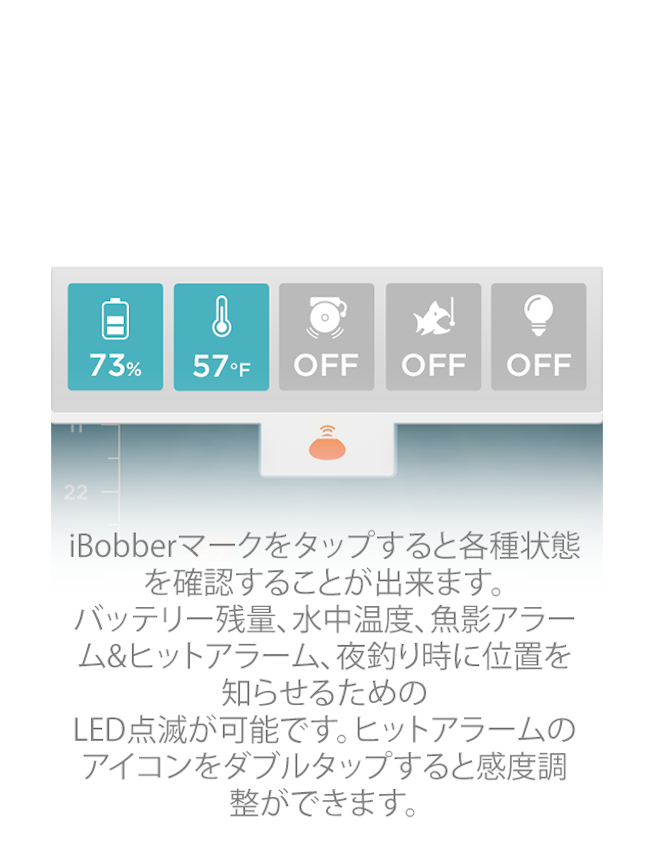 73%
57°F
OFF
OFF
OFF
22
iBobberマークをタップすると各種状態
を確認することが出来ます。
バッテリー残量、水中温度、魚影アラー
ム&ヒットアラーム、夜釣り時に位置を
知らせるための
LED点滅が可能です。ヒットアラームの
アイコンをダブルタップすると感度調
整ができます。